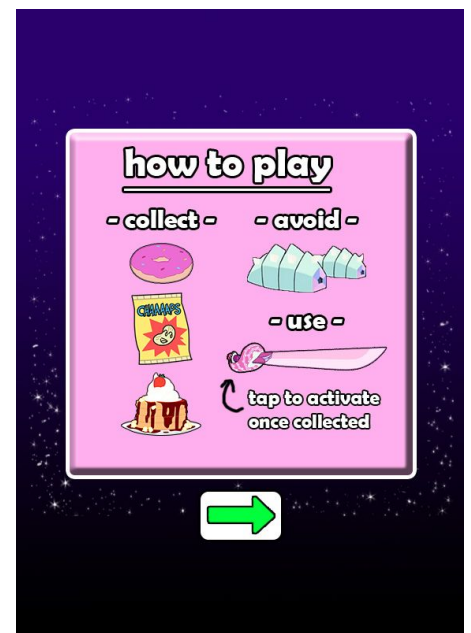 how to play
- collect -
- avoid -
CHAAAPS
- use -
tap to activate
once collected